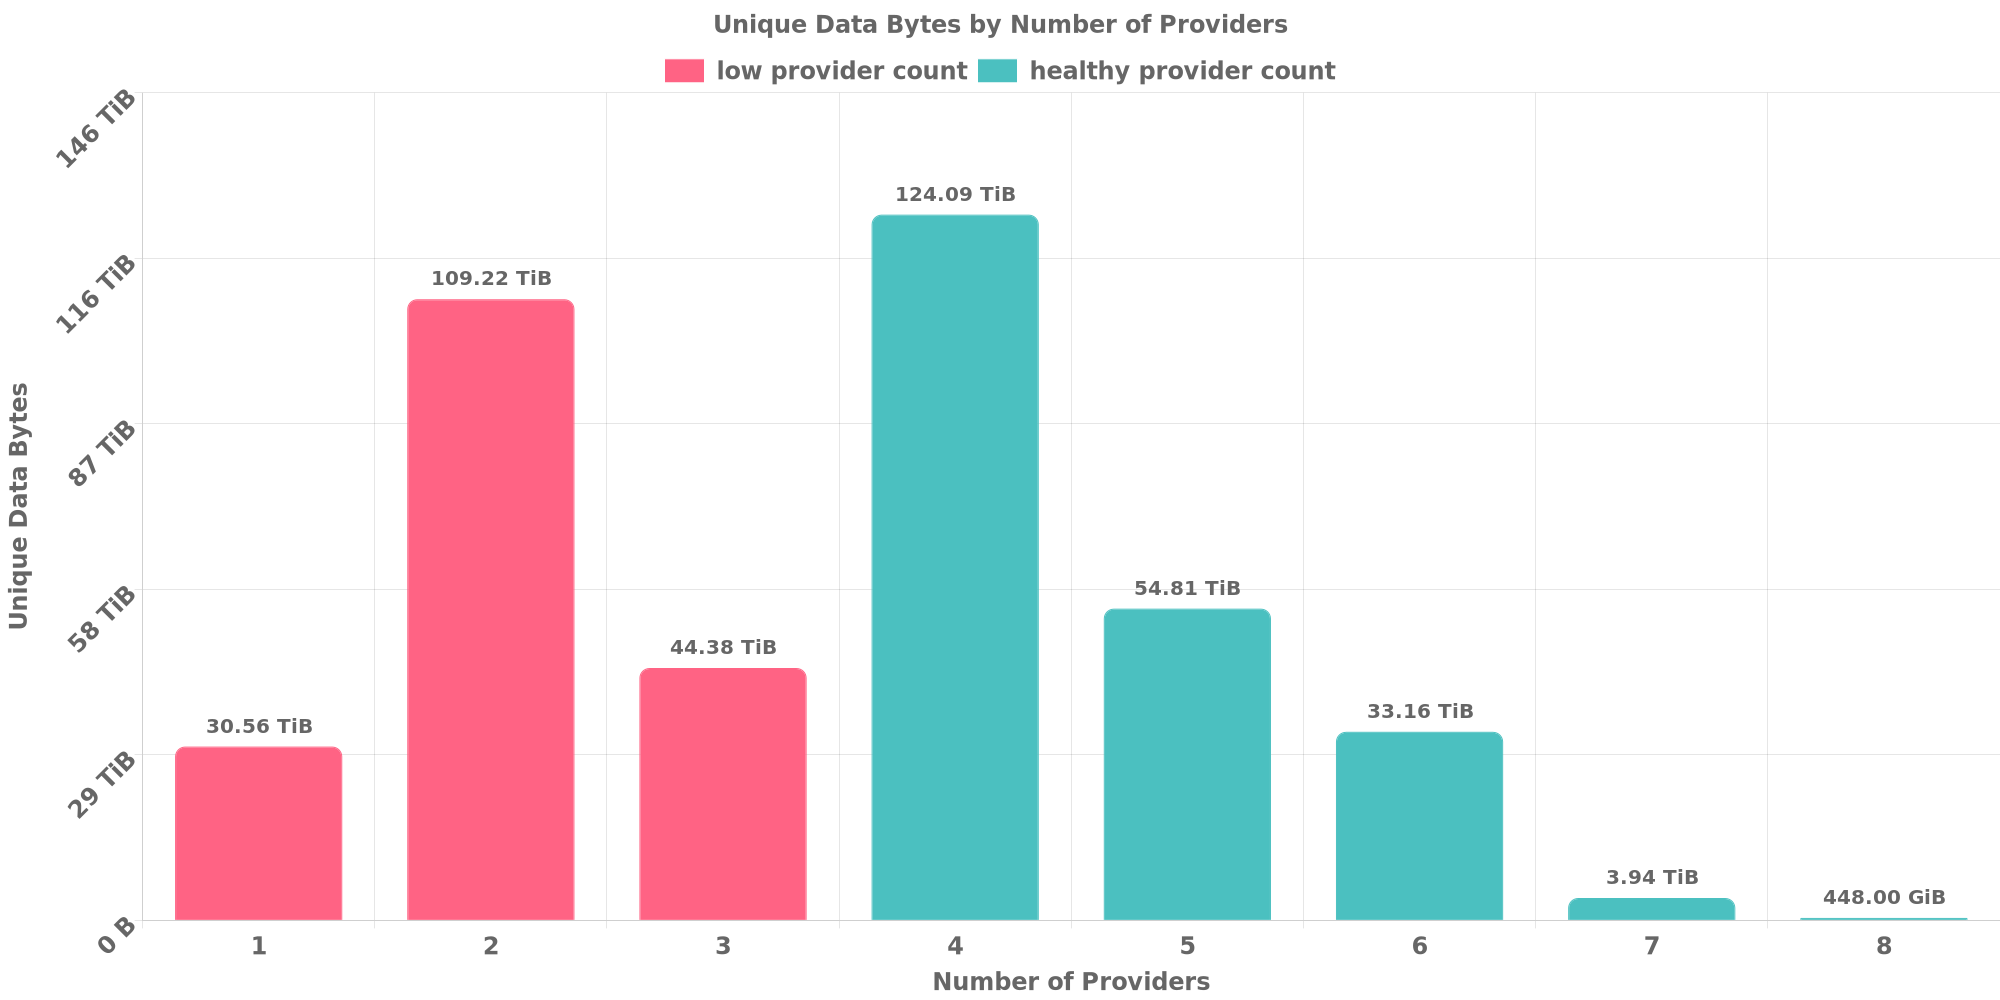 Unique Data Bytes by Number of Providers
low provider count healthy provider count
146 TiB
116 TiB
87 TiB
58 TiB
29 TiB
0 B
Unique Data Bytes
30.56 TiB
109.22 TiB
44.38 TiB
124.09 TiB
54.81 TiB
33.16 TiB
3.94 TiB
448.00 GiB
1 2 3 4 5 6 7 8
Number of Providers